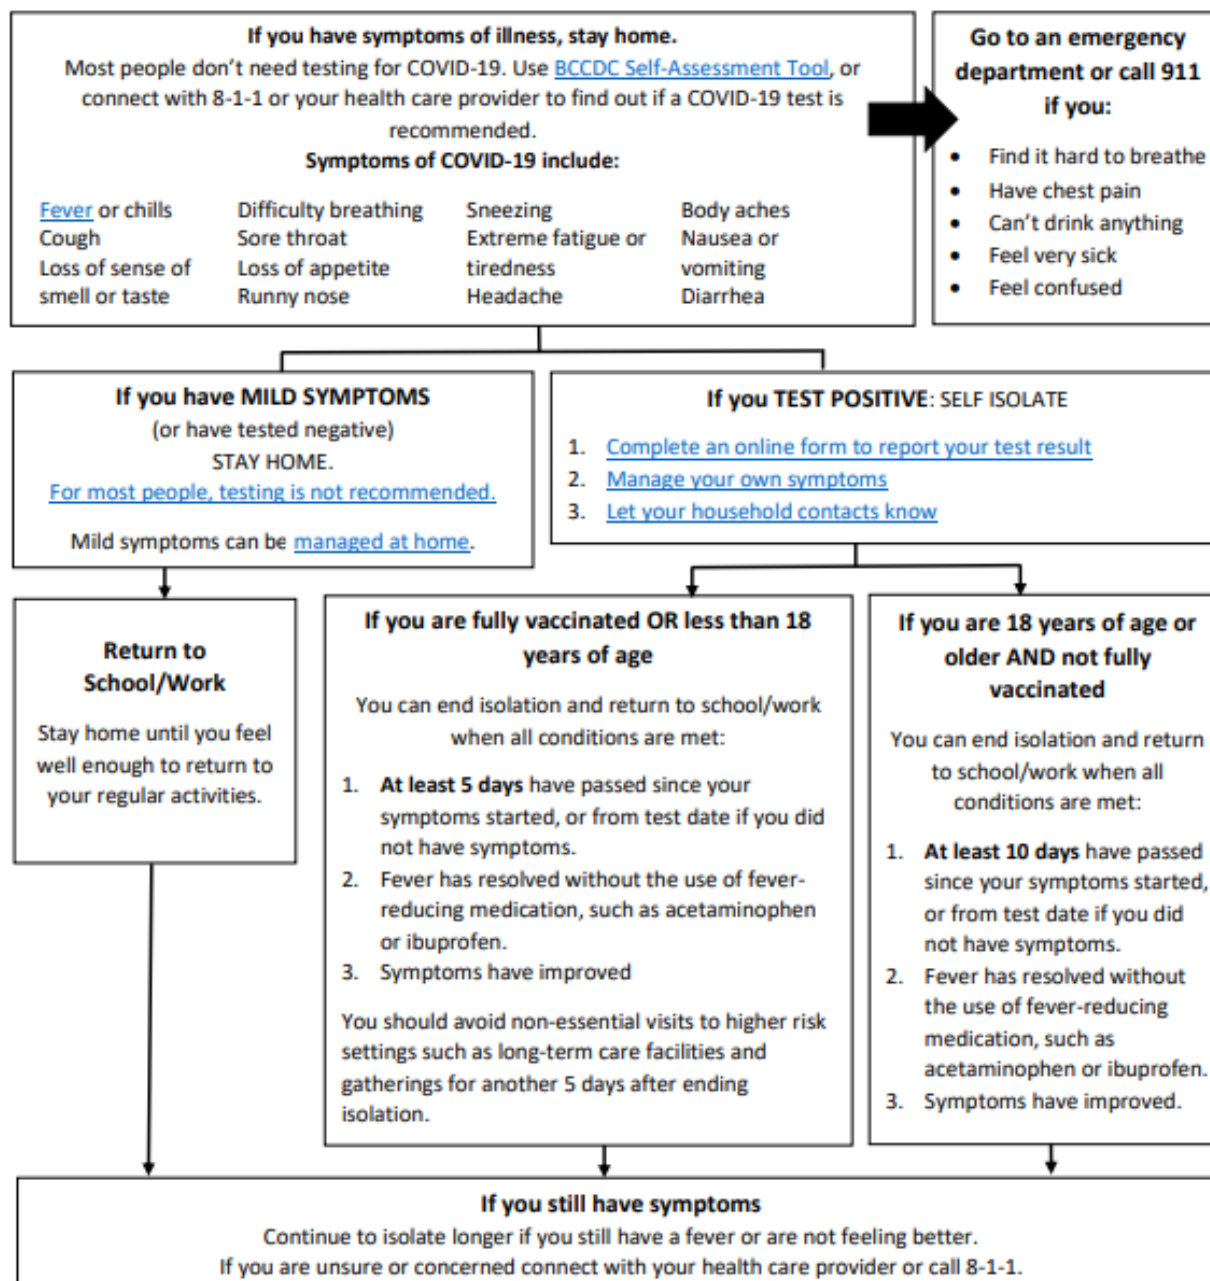 If you have symptoms of illness, stay home.
Most people don't need testing for COVID-19. Use BCCDC Self-Assessment Tool, or
connect with 8-1-1 or your health care provider to find out if a COVID-19 test is
recommended.
Symptoms of COVID-19 include:
Fever or chills
Cough
Loss of sense of
smell or taste
Difficulty breathing
Sore throat
Loss of appetite
Runny nose
Sneezing
Extreme fatigue or
tiredness
Headache
Body aches
Nausea or
vomiting
Diarrhea
Go to an emergency
department or call 911
if you:
• Find it hard to breathe
• Have chest pain
• Can't drink anything
• Feel very sick
• Feel confused
If you have MILD SYMPTOMS
(or have tested negative)
STAY HOME.
For most people, testing is not recommended.
Mild symptoms can be managed at home.
If you TEST POSITIVE: SELF ISOLATE
1. Complete an online form to report your test result
2. Manage your own symptoms
3. Let your household contacts know
Return to
School/Work
Stay home until you feel
well enough to return to
your regular activities.
If you are fully vaccinated OR less than 18
years of age
You can end isolation and return to school/work
when all conditions are met:
1. At least 5 days have passed since your
symptoms started, or from test date if you did
not have symptoms.
2. Fever has resolved without the use of fever-
reducing medication, such as acetaminophen
or ibuprofen.
3. Symptoms have improved
You should avoid non-essential visits to higher risk
settings such as long-term care facilities and
gatherings for another 5 days after ending
isolation.
If you are 18 years of age or
older AND not fully
vaccinated
You can end isolation and return
to school/work when all
conditions are met:
1. At least 10 days have passed
since your symptoms started,
or from test date if you did
not have symptoms.
2. Fever has resolved without
the use of fever-reducing
medication, such as
acetaminophen or ibuprofen.
3. Symptoms have improved.
If you still have symptoms
Continue to isolate longer if you still have a fever or are not feeling better.
If you are unsure or concerned connect with your health care provider or call 8-1-1.